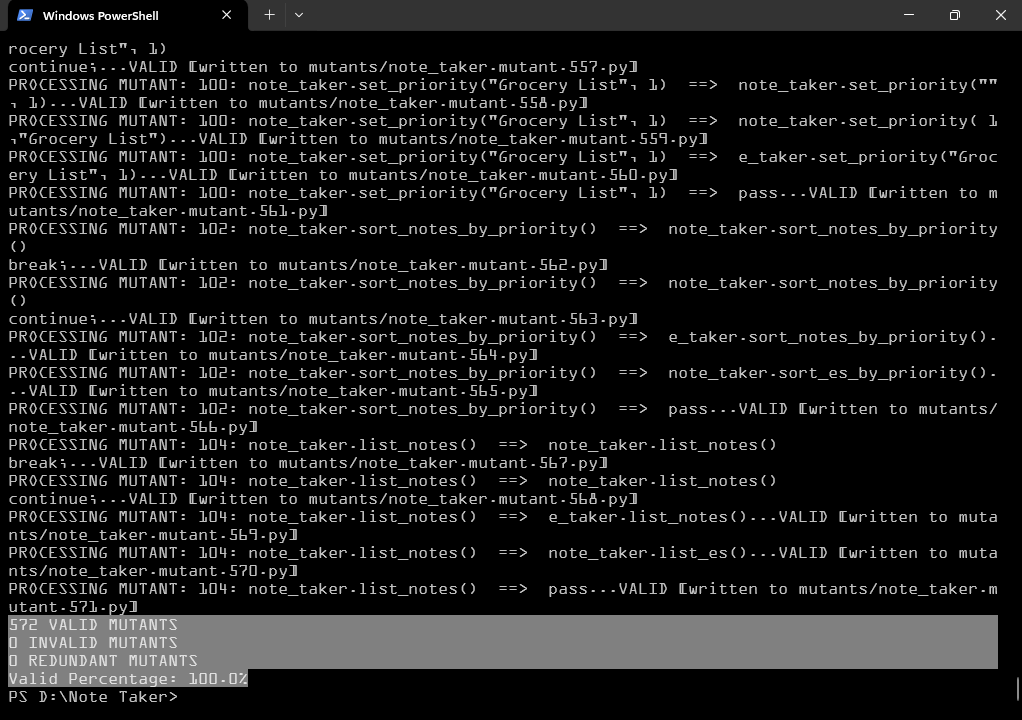 Windows PowerShell
rocery List", 1)
continue;...VALID [written to mutants/note_taker.mutant.557.py]
PROCESSING MUTANT: 100: note_taker.set_priority("Grocery List", 1)  ==>  note_taker.set_priority(""
, 1)...VALID [written to mutants/note_taker.mutant.558.py]
PROCESSING MUTANT: 100: note_taker.set_priority("Grocery List", 1)  ==>  note_taker.set_priority( 1
,"Grocery List")...VALID [written to mutants/note_taker.mutant.559.py]
PROCESSING MUTANT: 100: note_taker.set_priority("Grocery List", 1)  ==>  e_taker.set_priority("Groc
ery List", 1)...VALID [written to mutants/note_taker.mutant.560.py]
PROCESSING MUTANT: 100: note_taker.set_priority("Grocery List", 1)  ==>  pass...VALID [written to m
utants/note_taker.mutant.561.py]
PROCESSING MUTANT: 102: note_taker.sort_notes_by_priority()  ==>  note_taker.sort_notes_by_priority
()
break;...VALID [written to mutants/note_taker.mutant.562.py]
PROCESSING MUTANT: 102: note_taker.sort_notes_by_priority()  ==>  note_taker.sort_notes_by_priority
()
continue;...VALID [written to mutants/note_taker.mutant.563.py]
PROCESSING MUTANT: 102: note_taker.sort_notes_by_priority()  ==>  e_taker.sort_notes_by_priority().
..VALID [written to mutants/note_taker.mutant.564.py]
PROCESSING MUTANT: 102: note_taker.sort_notes_by_priority()  ==>  note_taker.sort_es_by_priority().
..VALID [written to mutants/note_taker.mutant.565.py]
PROCESSING MUTANT: 102: note_taker.sort_notes_by_priority()  ==>  pass...VALID [written to mutants/
note_taker.mutant.566.py]
PROCESSING MUTANT: 104: note_taker.list_notes()  ==>  note_taker.list_notes()
break;...VALID [written to mutants/note_taker.mutant.567.py]
PROCESSING MUTANT: 104: note_taker.list_notes()  ==>  note_taker.list_notes()
continue;...VALID [written to mutants/note_taker.mutant.568.py]
PROCESSING MUTANT: 104: note_taker.list_notes()  ==>  e_taker.list_notes()...VALID [written to muta
nts/note_taker.mutant.569.py]
PROCESSING MUTANT: 104: note_taker.list_notes()  ==>  note_taker.list_es()...VALID [written to muta
nts/note_taker.mutant.570.py]
PROCESSING MUTANT: 104: note_taker.list_notes()  ==>  pass...VALID [written to mutants/note_taker.m
utant.571.py]
572 VALID MUTANTS
0 INVALID MUTANTS
0 REDUNDANT MUTANTS
Valid Percentage: 100.0%
PS D:\Note Taker>